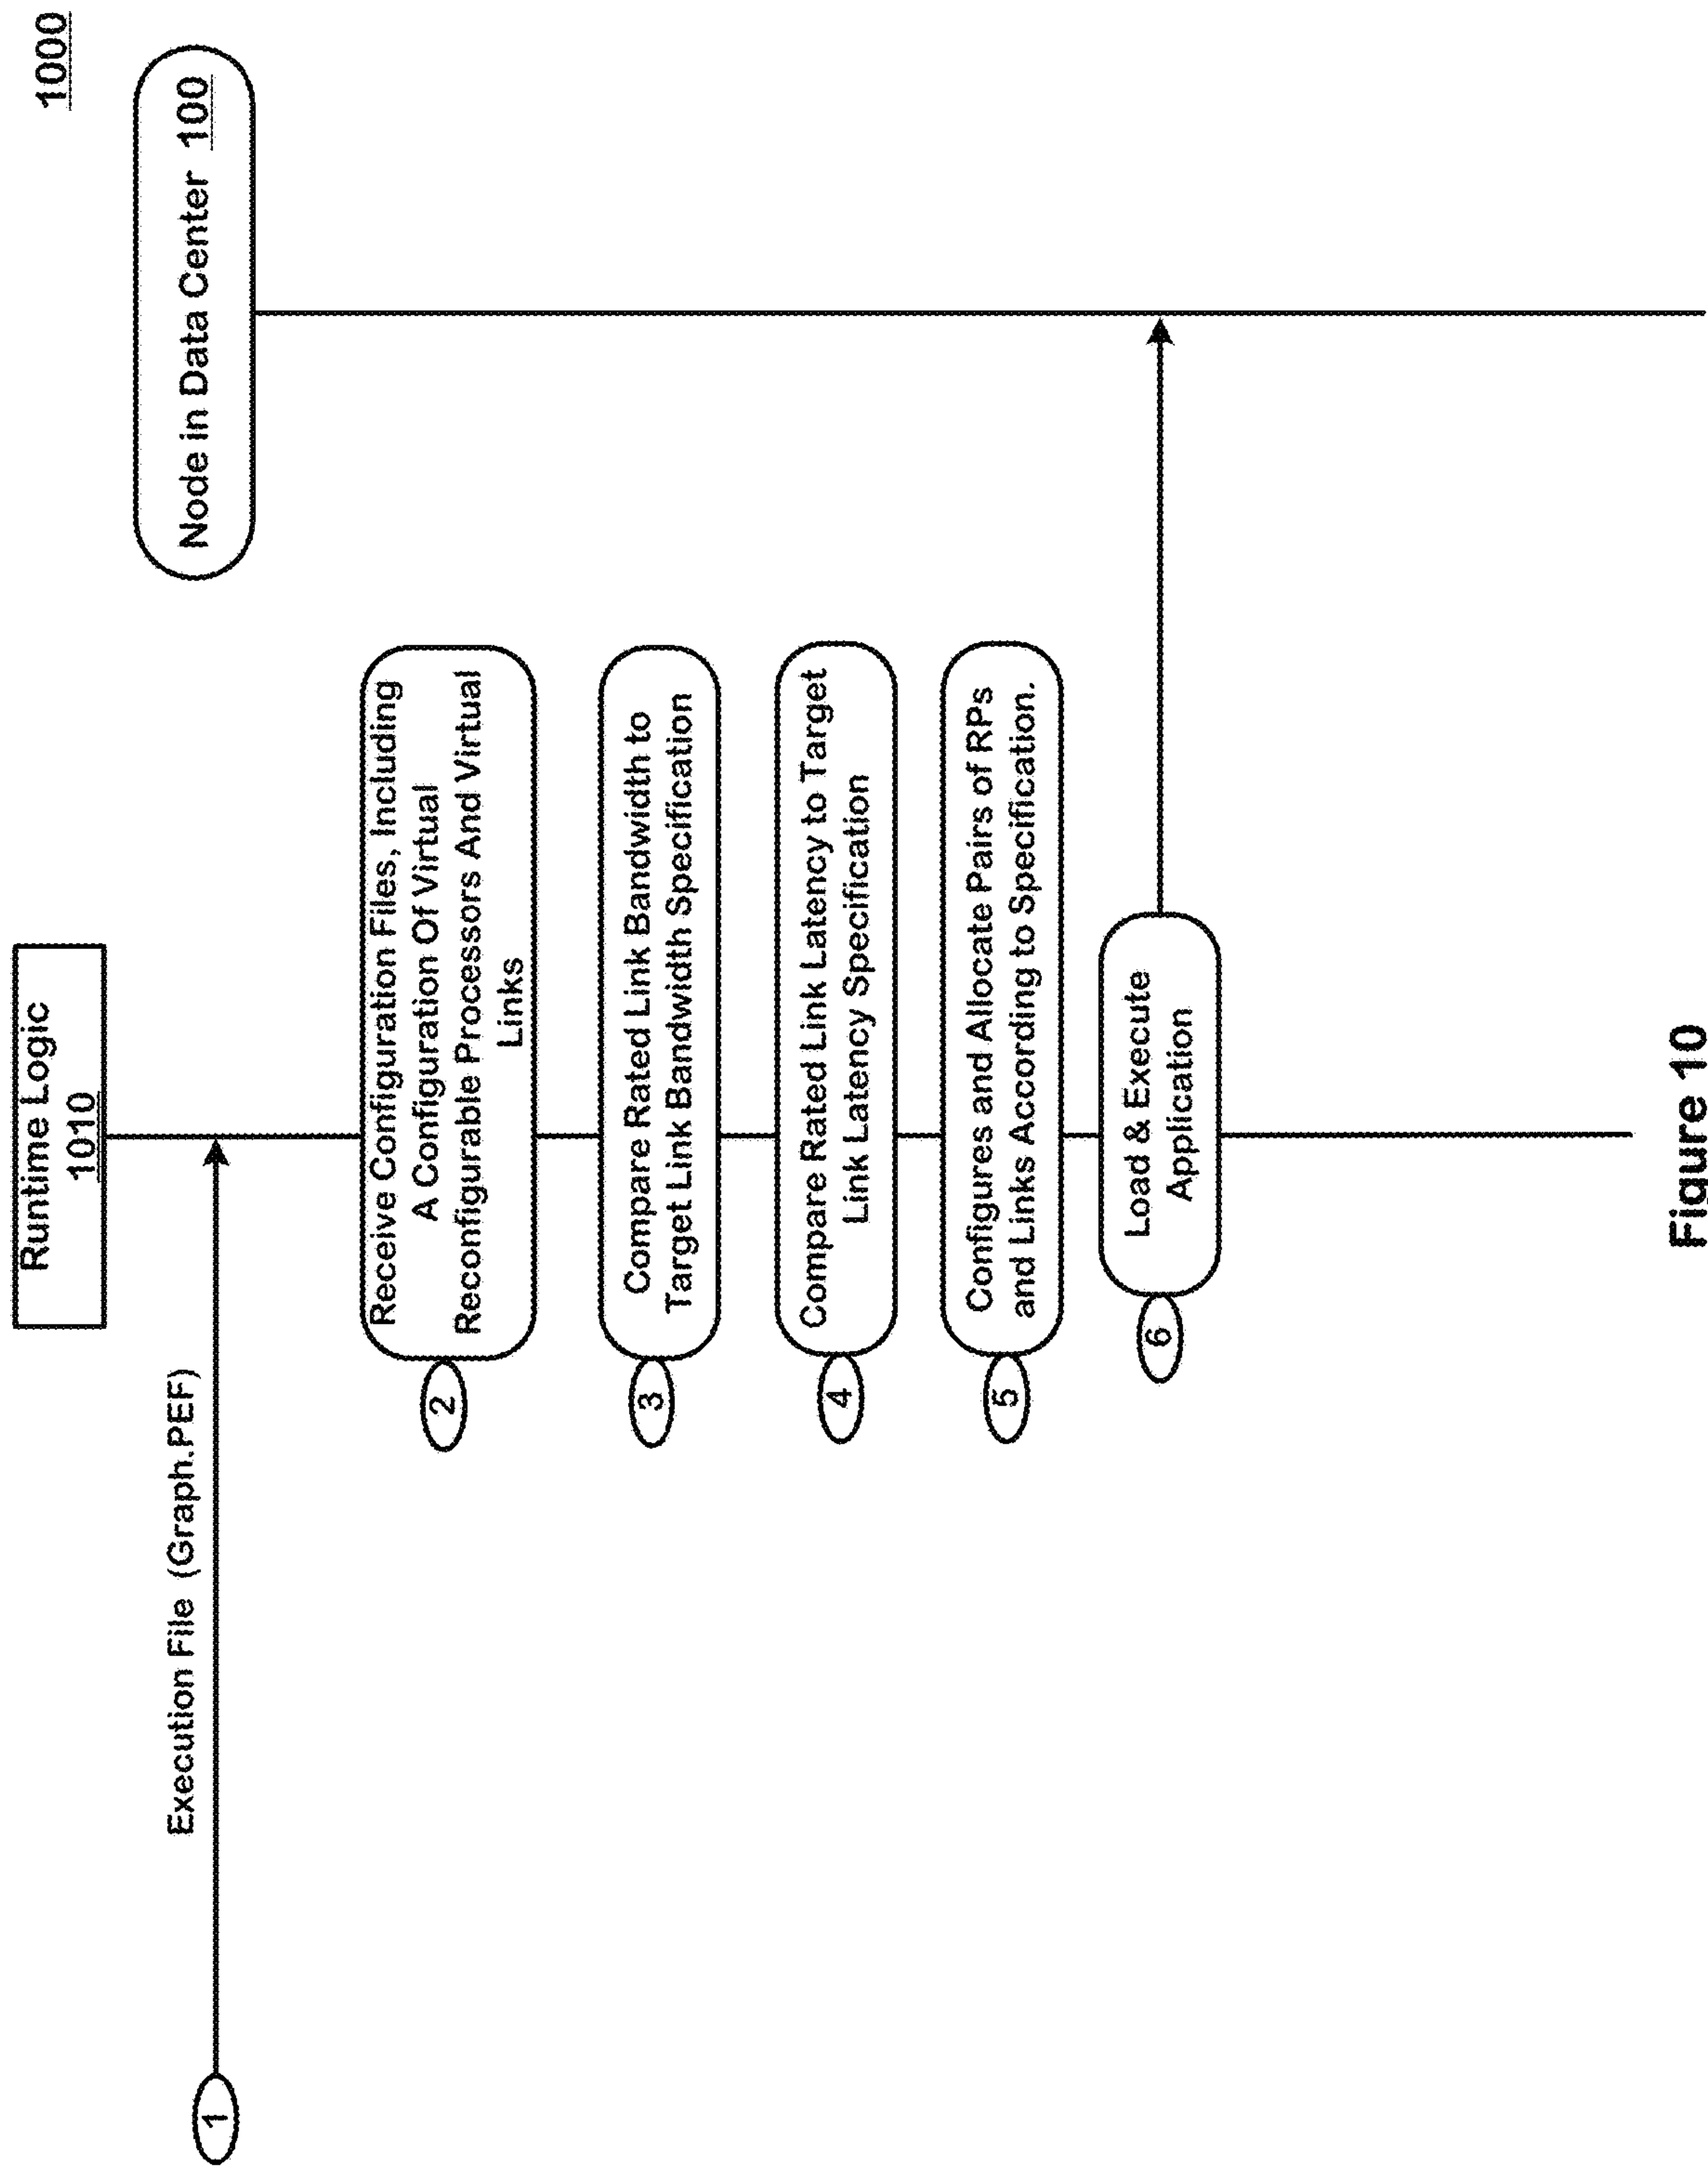 1000
Runtime Logic
1010
Node in Data Center 100
1
Execution File (Graph.PEF)
2
Receive Configuration Files, Including
A Configuration Of Virtual
Reconfigurable Processors And Virtual
Links
3
Compare Rated Link Bandwidth to
Target Link Bandwidth Specification
4
Compare Rated Link Latency to Target
Link Latency Specification
5
Configures and Allocate Pairs of RPs
and Links According to Specification.
6
Load & Execute
Application
Figure 10